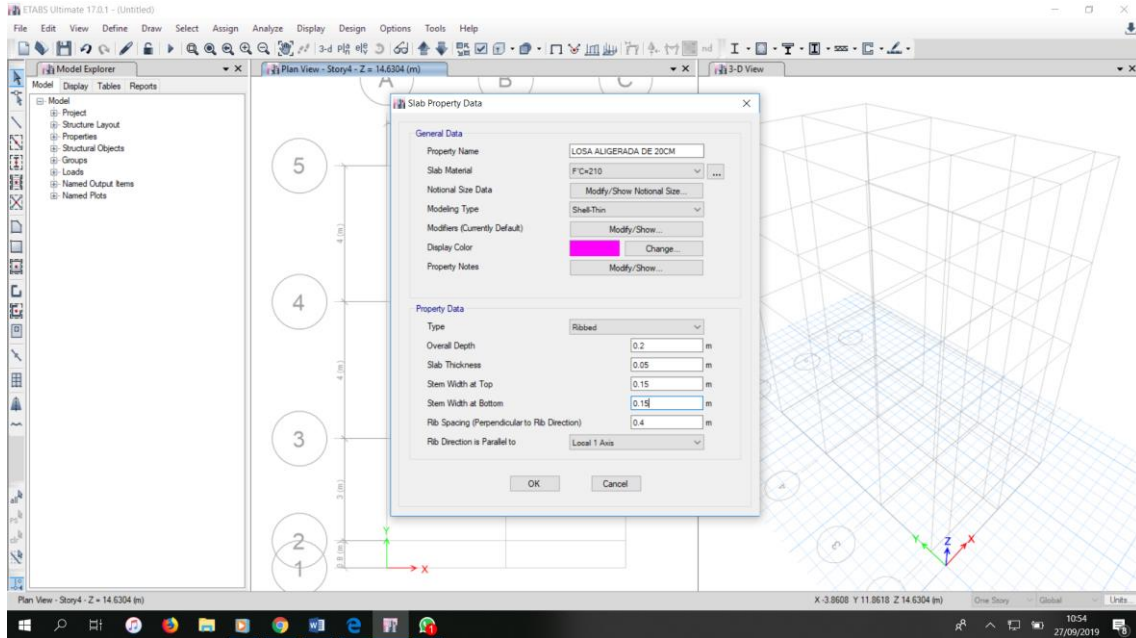 ETABS Ultimate 17.0.1 - (Untitled)
File Edit View Define Draw Select Assign Analyze Display Design Options Tools Help
3-d
nd
Model Explorer
Plan View - Story4 - Z = 14.6304 (m)
3-D View
Model Display Tables Reports
Model
Project
Structure Layout
Properties
Structural Objects
Groups
Loads
Named Output Items
Named Plots
A B C
5
4 (m)
4
4 (m)
3
3 (m)
2
0.8 (m)
1
Y
X
Slab Property Data
General Data
Property Name LOSA ALIGERADA DE 20CM
Slab Material F'C=210 ...
Notional Size Data Modify/Show Notional Size...
Modeling Type Shell-Thin
Modifiers (Currently Default) Modify/Show...
Display Color Change...
Property Notes Modify/Show...
Property Data
Type Ribbed
Overall Depth 0.2 m
Slab Thickness 0.05 m
Stem Width at Top 0.15 m
Stem Width at Bottom 0.15 m
Rib Spacing (Perpendicular to Rib Direction) 0.4 m
Rib Direction is Parallel to Local 1 Axis
OK Cancel
Y Z X
Plan View - Story4 - Z = 14.6304 (m)
X -3.8608 Y 11.8618 Z 14.6304 (m) One Story Global Units...
10:54
27/09/2019